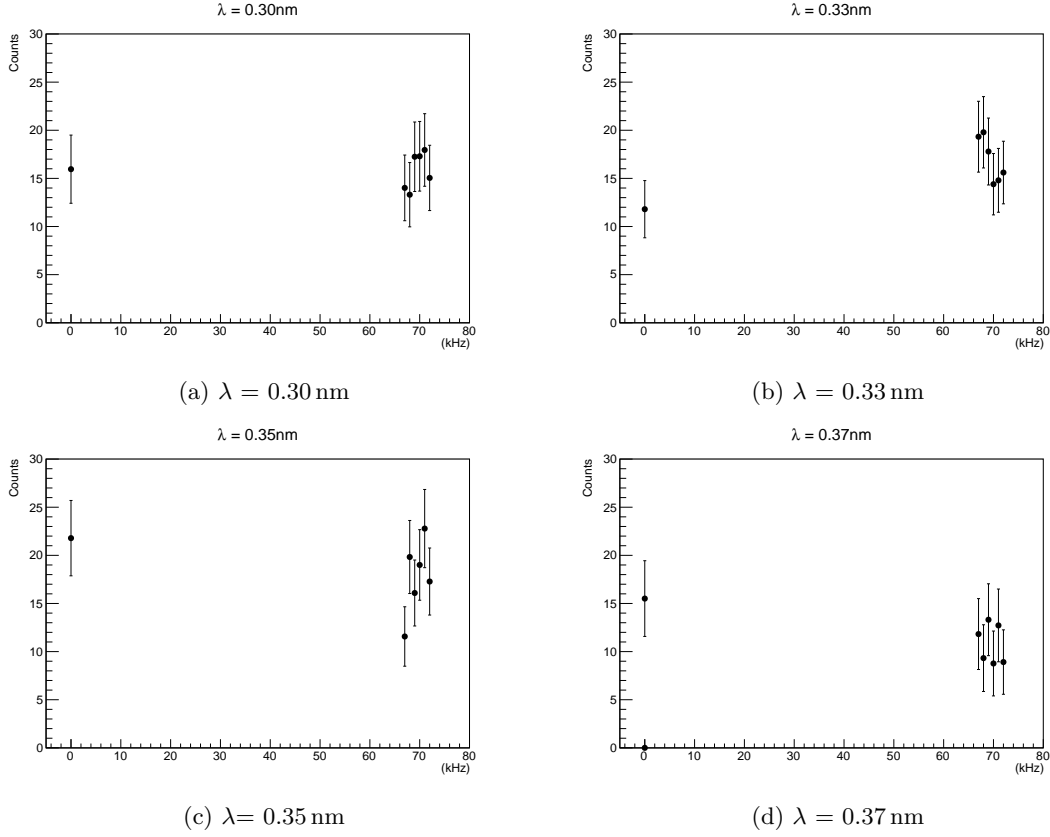 λ = 0.30nm
Counts
30
25
20
15
10
5
0
0 10 20 30 40 50 60 70 80
(kHz)
(a) λ = 0.30 nm
λ = 0.33nm
Counts
30
25
20
15
10
5
0
0 10 20 30 40 50 60 70 80
(kHz)
(b) λ = 0.33 nm
λ = 0.35nm
Counts
30
25
20
15
10
5
0
0 10 20 30 40 50 60 70 80
(kHz)
(c) λ= 0.35 nm
λ = 0.37nm
Counts
30
25
20
15
10
5
0
0 10 20 30 40 50 60 70 80
(kHz)
(d) λ = 0.37 nm